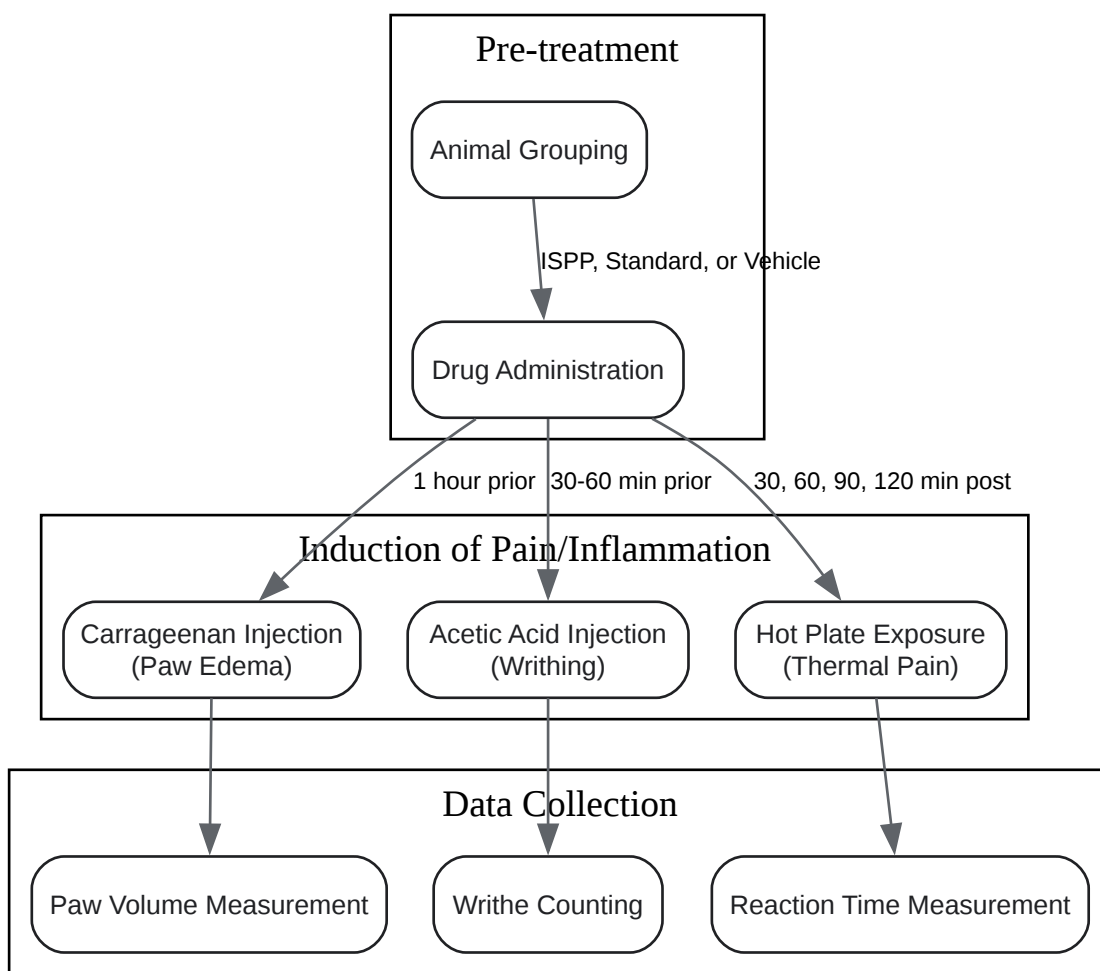 Pre-treatment
Animal Grouping
ISPP, Standard, or Vehicle
Drug Administration
1 hour prior
30-60 min prior
30, 60, 90, 120 min post
Induction of Pain/Inflammation
Carrageenan Injection
(Paw Edema)
Acetic Acid Injection
(Writhing)
Hot Plate Exposure
(Thermal Pain)
Data Collection
Paw Volume Measurement
Writhe Counting
Reaction Time Measurement